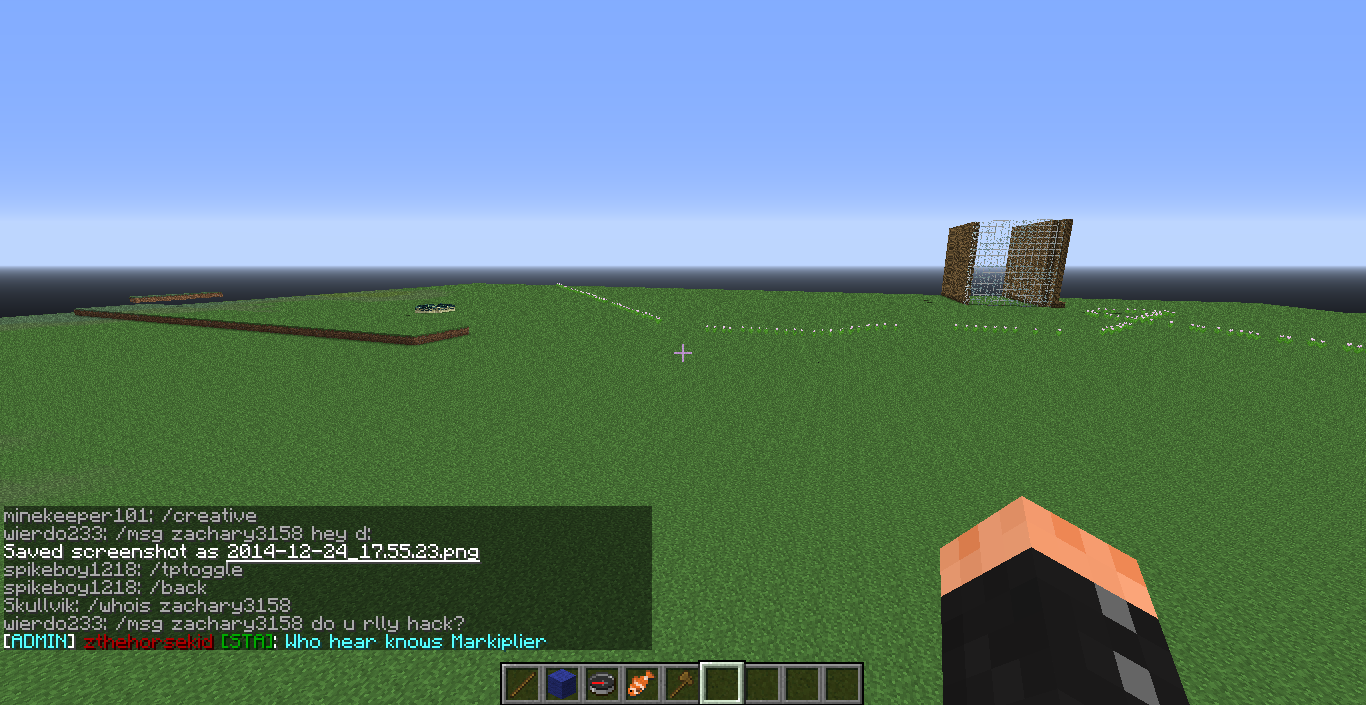 minekeeper101: /creative
wierdo233: /msg zachary3158 hey d:
Saved screenshot as 2014-12-24_17.55.23.png
spikeboy1218: /tptoggle
spikeboy1218: /back
Skullvik: /whois zachary3158
wierdo233: /msg zachary3158 do u rlly hack?
[ADMIN] zthehorsekid [STA]: Who hear knows Markiplier